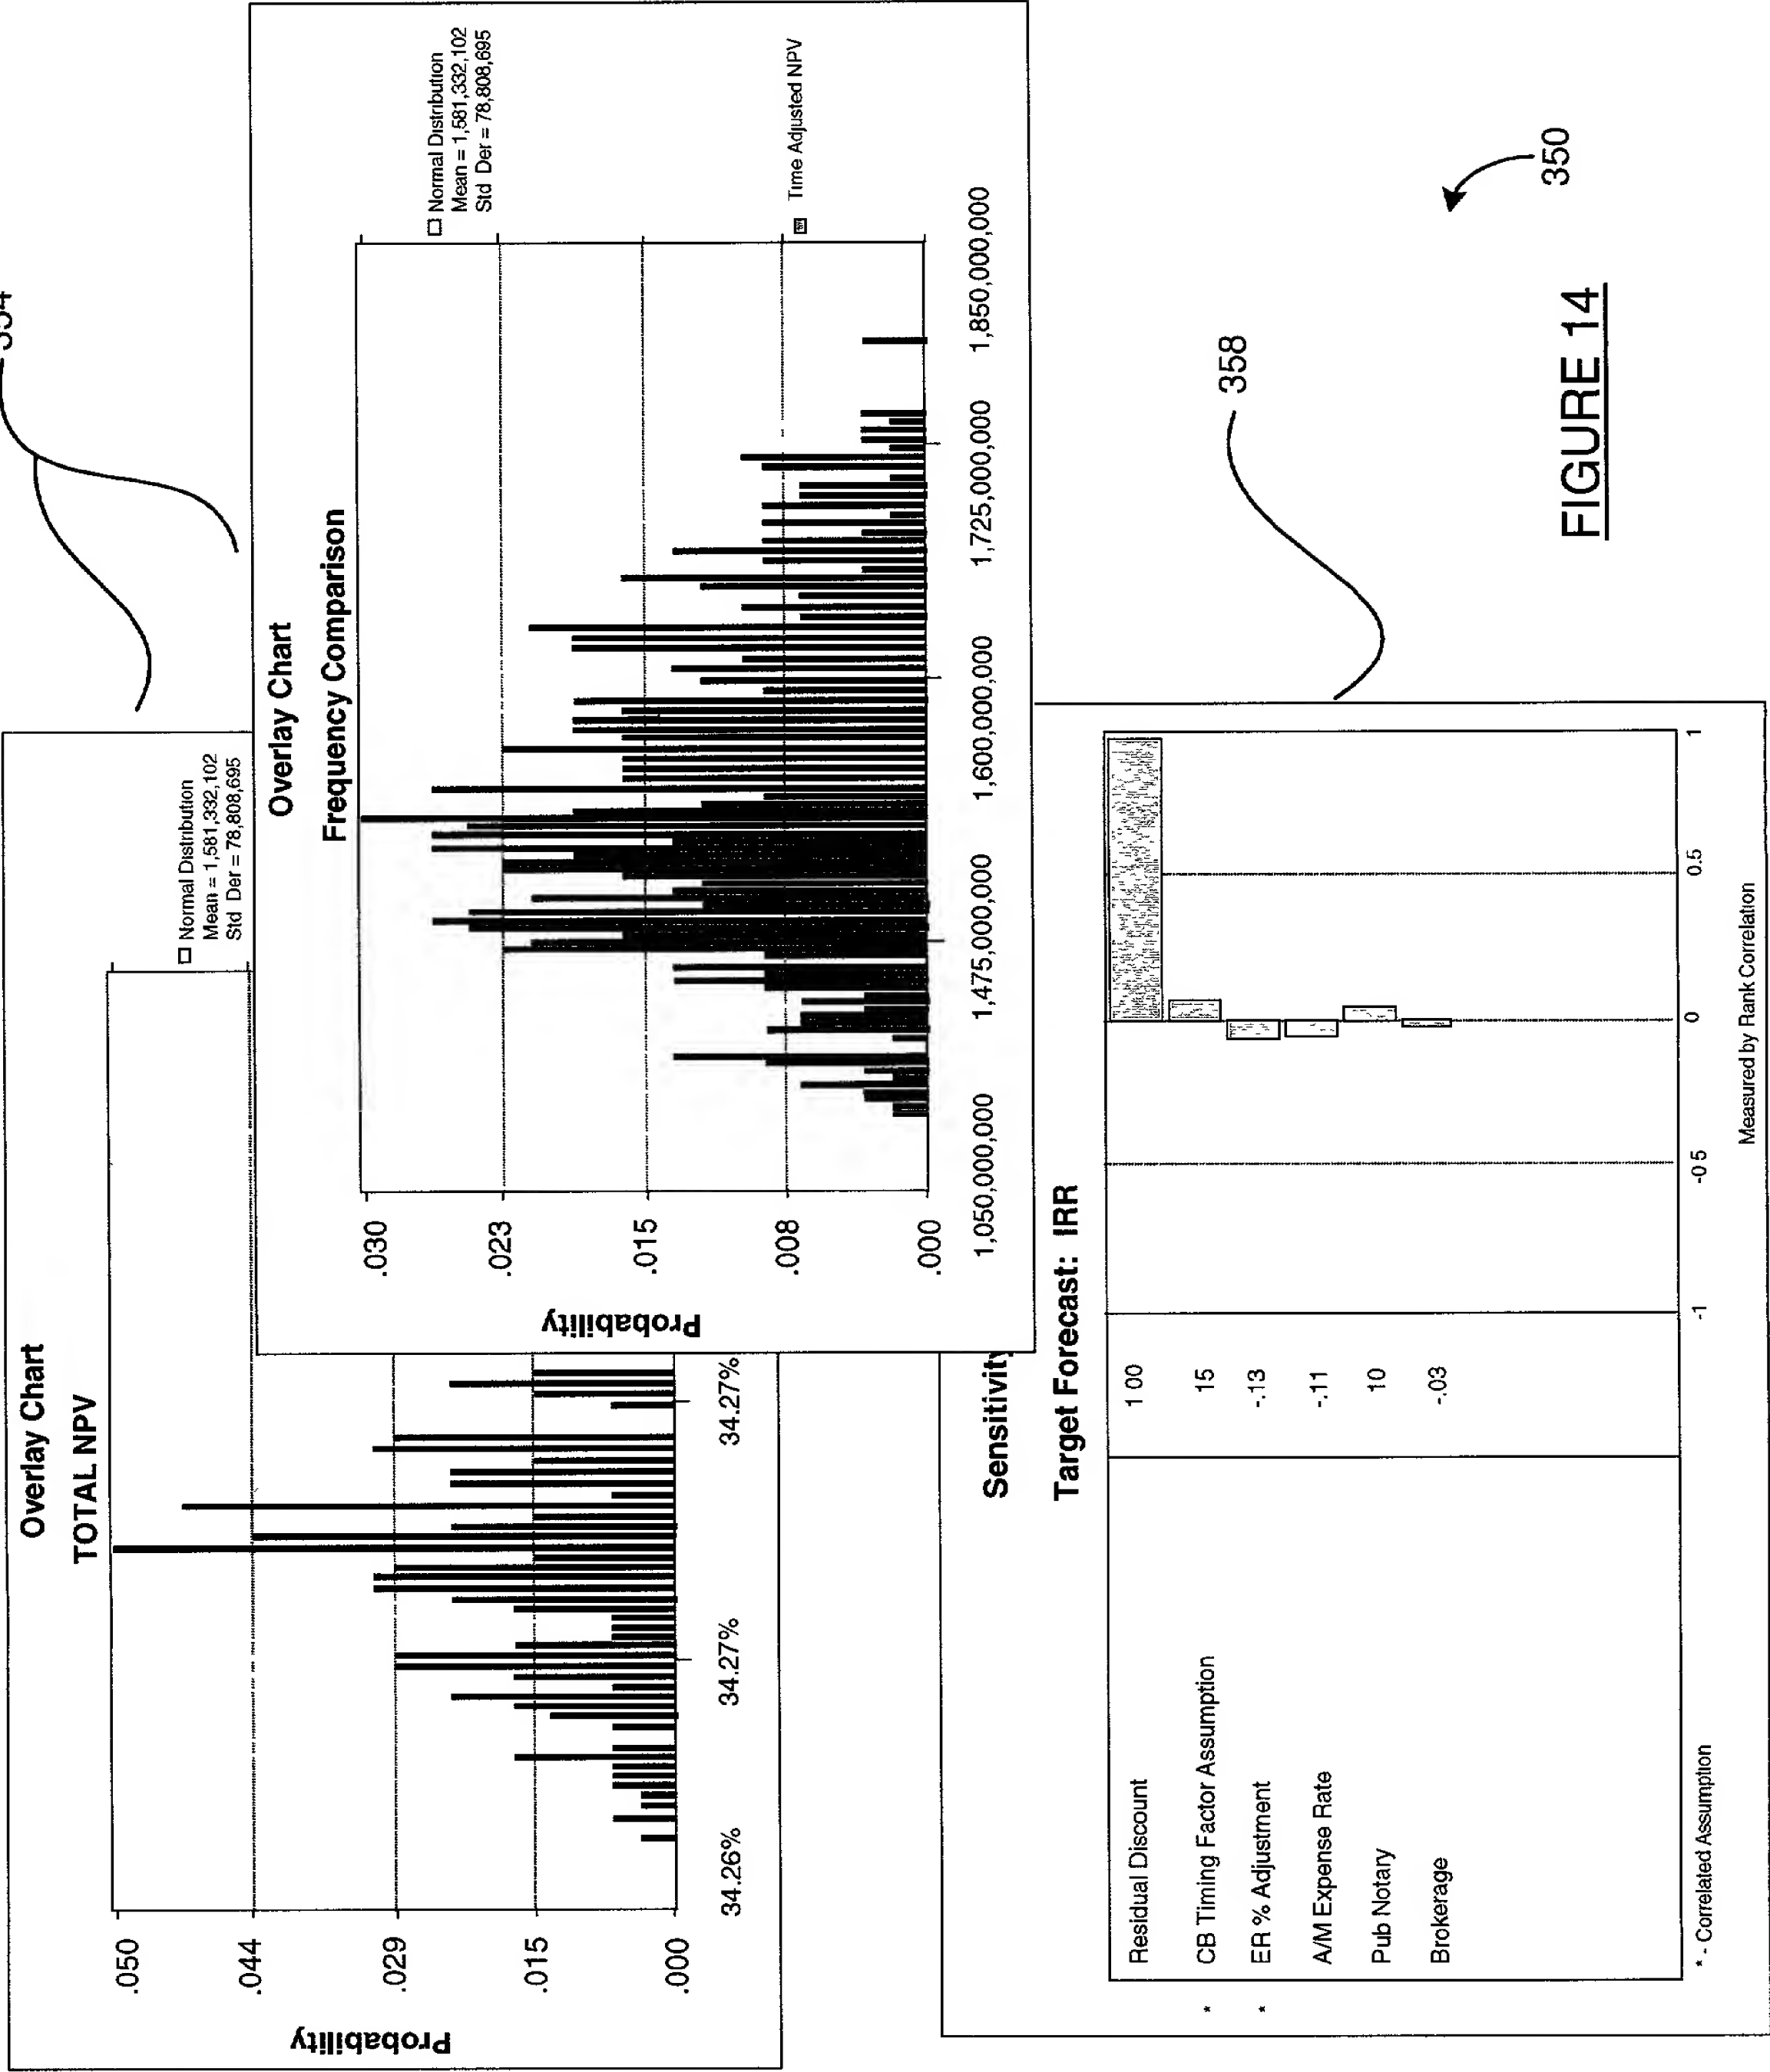 Overlay Chart
TOTAL NPV
Normal Distribution
Mean = 1,581,332,102
Std Der = 78,808,695
Probability
.050
.044
.029
.015
.000
34.26%
34.27%
34.27%
Overlay Chart
Frequency Comparison
Normal Distribution
Mean = 1,581,332,102
Std Der = 78,808,695
Time Adjusted NPV
Probability
.030
.023
.015
.008
.000
1,050,000,000
1,475,000,000
1,600,000,000
1,725,000,000
1,850,000,000
Sensitivity
Target Forecast: IRR
Residual Discount 1 00
* CB Timing Factor Assumption 15
* ER % Adjustment -.13
A/M Expense Rate -.11
Pub Notary 10
Brokerage -.03
-1 -05 0 0.5 1
* - Correlated Assumption
Measured by Rank Correlation
358
350
FIGURE 14